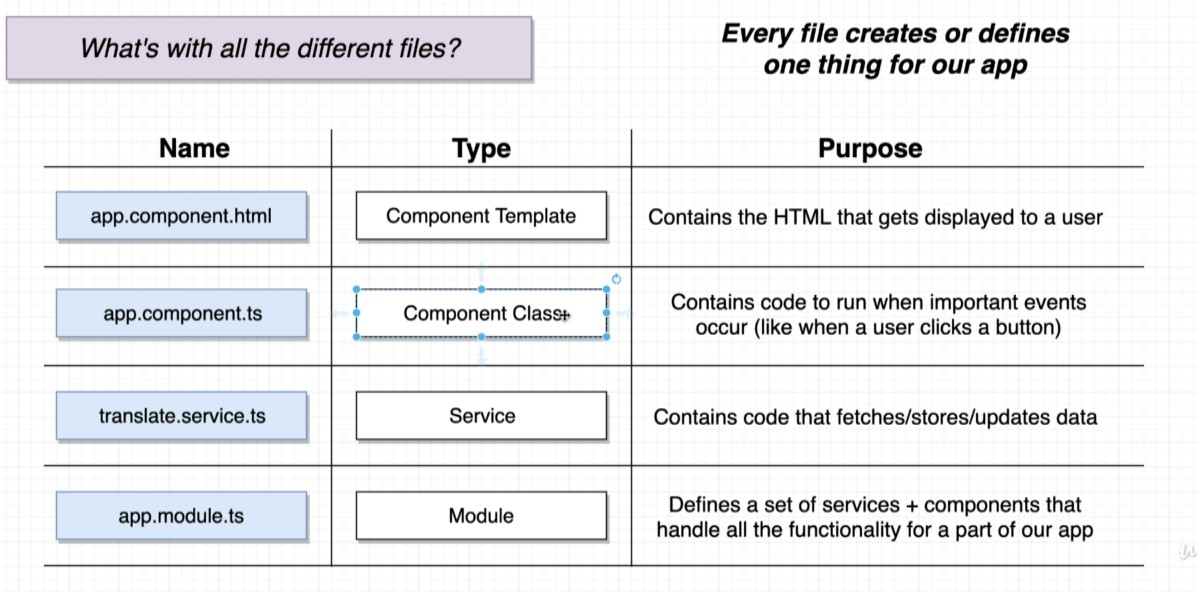 What's with all the different files?
Every file creates or defines
one thing for our app
Name
Type
Purpose
app.component.html
Component Template
Contains the HTML that gets displayed to a user
app.component.ts
Component Class
Contains code to run when important events
occur (like when a user clicks a button)
translate.service.ts
Service
Contains code that fetches/stores/updates data
app.module.ts
Module
Defines a set of services + components that
handle all the functionality for a part of our app